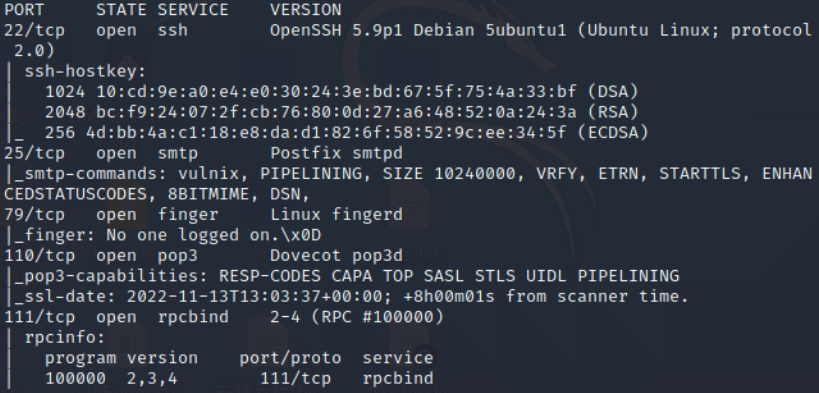 PORT STATE SERVICE VERSION
22/tcp open ssh OpenSSH 5.9p1 Debian 5ubuntu1 (Ubuntu Linux; protocol
2.0)
| ssh-hostkey:
| 1024 10:cd:9e:a0:e4:e0:30:24:3e:bd:67:5f:75:4a:33:bf (DSA)
| 2048 bc:f9:24:07:2f:cb:76:80:0d:27:a6:48:52:0a:24:3a (RSA)
|_ 256 4d:bb:4a:c1:18:e8:da:d1:82:6f:58:52:9c:ee:34:5f (ECDSA)
25/tcp open smtp Postfix smtpd
|_smtp-commands: vulnix, PIPELINING, SIZE 10240000, VRFY, ETRN, STARTTLS, ENHAN
CEDSTATUSCODES, 8BITMIME, DSN,
79/tcp open finger Linux fingerd
|_finger: No one logged on.\x0D
110/tcp open pop3 Dovecot pop3d
|_pop3-capabilities: RESP-CODES CAPA TOP SASL STLS UIDL PIPELINING
|_ssl-date: 2022-11-13T13:03:37+00:00; +8h00m01s from scanner time.
111/tcp open rpcbind 2-4 (RPC #100000)
| rpcinfo:
| program version port/proto service
| 100000 2,3,4 111/tcp rpcbind